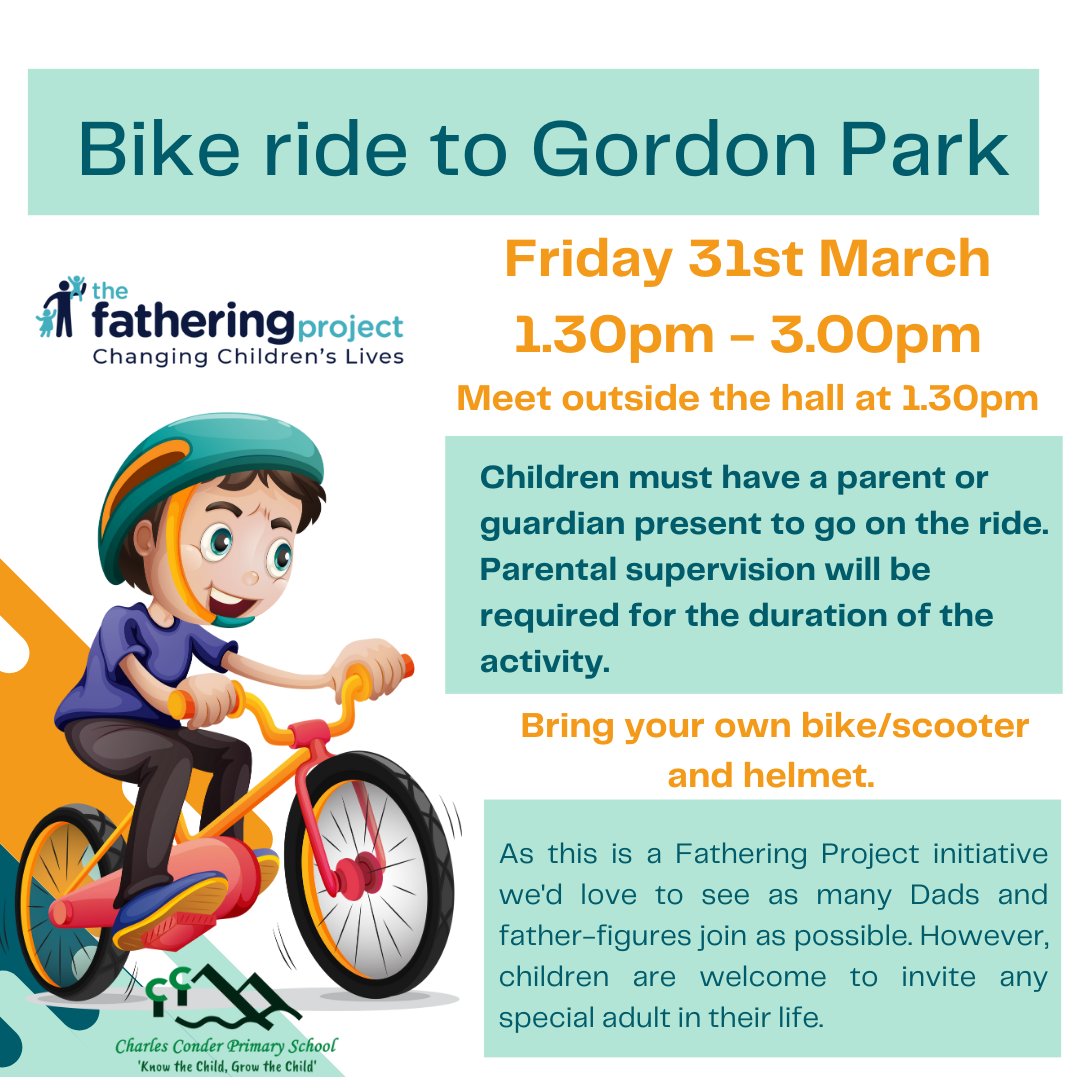 Bike ride to Gordon Park
Friday 31st March
1.30pm - 3.00pm
Meet outside the hall at 1.30pm
the
fatheringproject
Changing Children's Lives
Children must have a parent or
guardian present to go on the ride.
Parental supervision will be
required for the duration of the
activity.
Bring your own bike/scooter
and helmet.
As this is a Fathering Project initiative
we'd love to see as many Dads and
father-figures join as possible. However,
children are welcome to invite any
special adult in their life.
CC
Charles Conder Primary School
'Know the Child, Grow the Child'